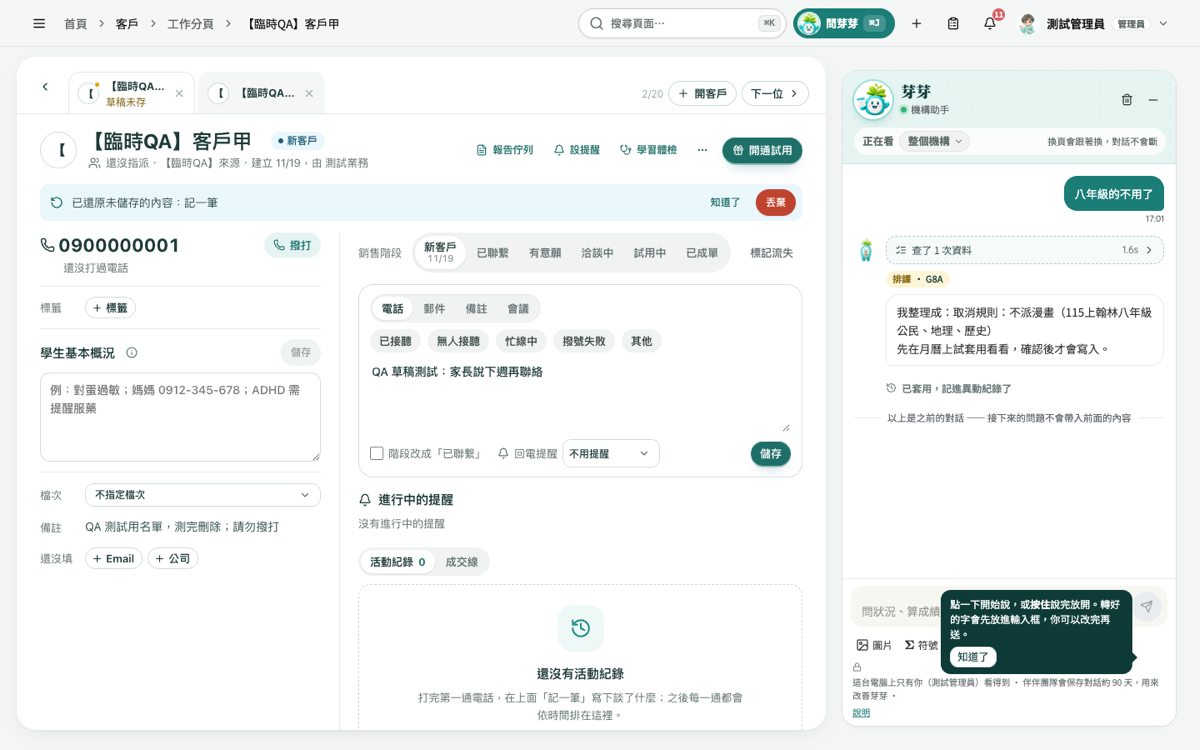 首頁 > 客戶 > 工作分頁 > 【臨時QA】客戶甲
搜尋頁面… ⌘K
問芽芽 ⌘J
11
測試管理員 管理員
【臨時QA...
草稿未存
【臨時QA...
2/20
開客戶
下一位
【臨時QA】客戶甲
新客戶
還沒指派・【臨時QA】來源・建立 11/19，由 測試業務
報告佇列
設提醒
學習體檢
開通試用
已還原未儲存的內容：記一筆
知道了
丟棄
0900000001
撥打
還沒打過電話
標籤
+ 標籤
學生基本概況
儲存
例：對蛋過敏；媽媽 0912-345-678；ADHD 需
提醒服藥
檔次
不指定檔次
備註
QA 測試用名單，測完刪除；請勿撥打
還沒填
+ Email
+ 公司
銷售階段
新客戶
11/19
已聯繫
有意願
洽談中
試用中
已成單
標記流失
電話
郵件
備註
會議
已接聽
無人接聽
忙線中
撥號失敗
其他
QA 草稿測試：家長說下週再聯絡
階段改成「已聯繫」
回電提醒
不用提醒
儲存
進行中的提醒
沒有進行中的提醒
活動紀錄 0
成交線
還沒有活動紀錄
打完第一通電話，在上面「記一筆」寫下談了什麼；之後每一通都會
依時間排在這裡。
芽芽
機構助手
正在看
整個機構
換頁會跟著換，對話不會斷
八年級的不用了
17:01
查了 1 次資料
1.6s
排課・G8A
我整理成：取消規則：不派漫畫（115上翰林八年級
公民、地理、歷史）
先在月曆上試套用看看，確認後才會寫入。
已套用，記進異動紀錄了
以上是之前的對話 —— 接下來的問題不會帶入前面的內容
問狀況、算成績
點一下開始說，或按住說完放開。轉好
的字會先放進輸入框，你可以改完再
送。
知道了
圖片
Σ 符號
這台電腦上只有你（測試管理員）看得到・ 伴伴團隊會保存對話約 90 天，用來
改善芽芽・
說明